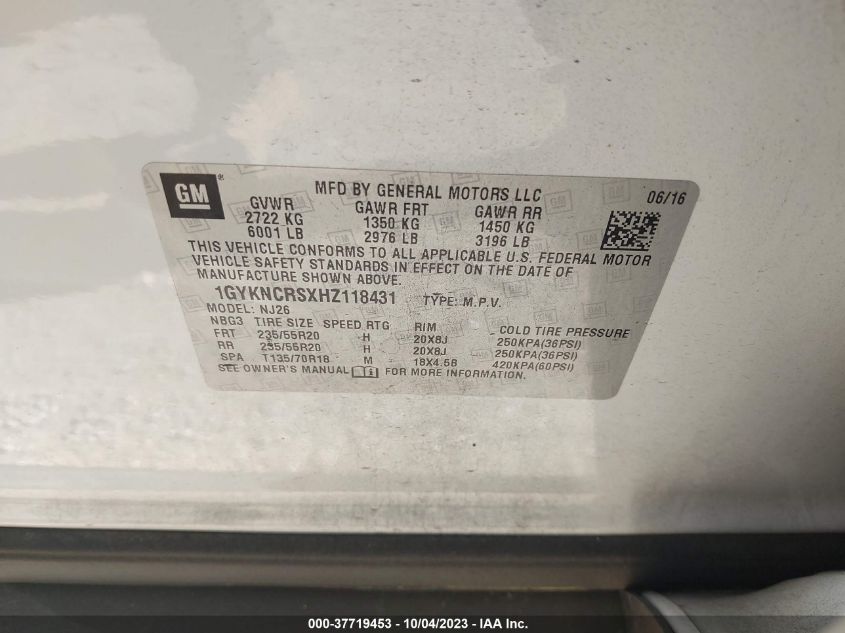 GM®
MFD BY GENERAL MOTORS LLC 06/16
GVWR GAWR FRT GAWR RR
2722 KG 1350 KG 1450 KG
6001 LB 2976 LB 3196 LB
THIS VEHICLE CONFORMS TO ALL APPLICABLE U.S. FEDERAL MOTOR
VEHICLE SAFETY STANDARDS IN EFFECT ON THE DATE OF
MANUFACTURE SHOWN ABOVE.
1GYKNCRSXHZ118431 TYPE: M.P.V.
MODEL: NJ26
NBG3 TIRE SIZE SPEED RTG RIM COLD TIRE PRESSURE
FRT 235/55R20 H 20X8J 250KPA(36PSI)
RR 235/55R20 H 20X8J 250KPA(36PSI)
SPA T135/70R18 M 18X4.5B 420KPA(60PSI)
SEE OWNER'S MANUAL FOR MORE INFORMATION.
000-37719453 - 10/04/2023 - IAA Inc.